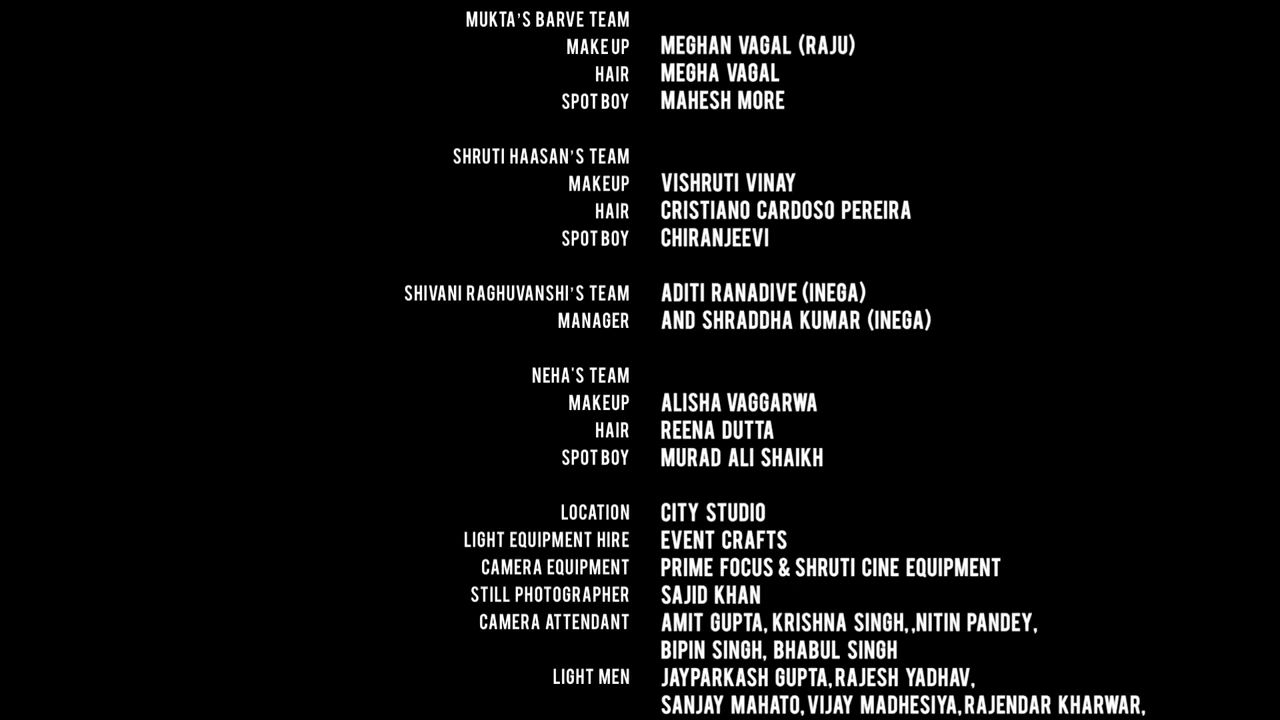 MUKTA'S BARVE TEAM
MAKEUP MEGHAN VAGAL (RAJU)
HAIR MEGHA VAGAL
SPOT BOY MAHESH MORE
SHRUTI HAASAN'S TEAM
MAKEUP VISHRUTI VINAY
HAIR CRISTIANO CARDOSO PEREIRA
SPOT BOY CHIRANJEEVI
SHIVANI RAGHUVANSHI'S TEAM ADITI RANADIVE (INEGA)
MANAGER AND SHRADDHA KUMAR (INEGA)
NEHA'S TEAM
MAKEUP ALISHA VAGGARWA
HAIR REENA DUTTA
SPOT BOY MURAD ALI SHAIKH
LOCATION CITY STUDIO
LIGHT EQUIPMENT HIRE EVENT CRAFTS
CAMERA EQUIPMENT PRIME FOCUS & SHRUTI CINE EQUIPMENT
STILL PHOTOGRAPHER SAJID KHAN
CAMERA ATTENDANT AMIT GUPTA, KRISHNA SINGH,,NITIN PANDEY,
BIPIN SINGH, BHABUL SINGH
LIGHT MEN JAYPARKASH GUPTA,RAJESH YADHAV,
SANJAY MAHATO,VIJAY MADHESIYA,RAJENDAR KHARWAR,